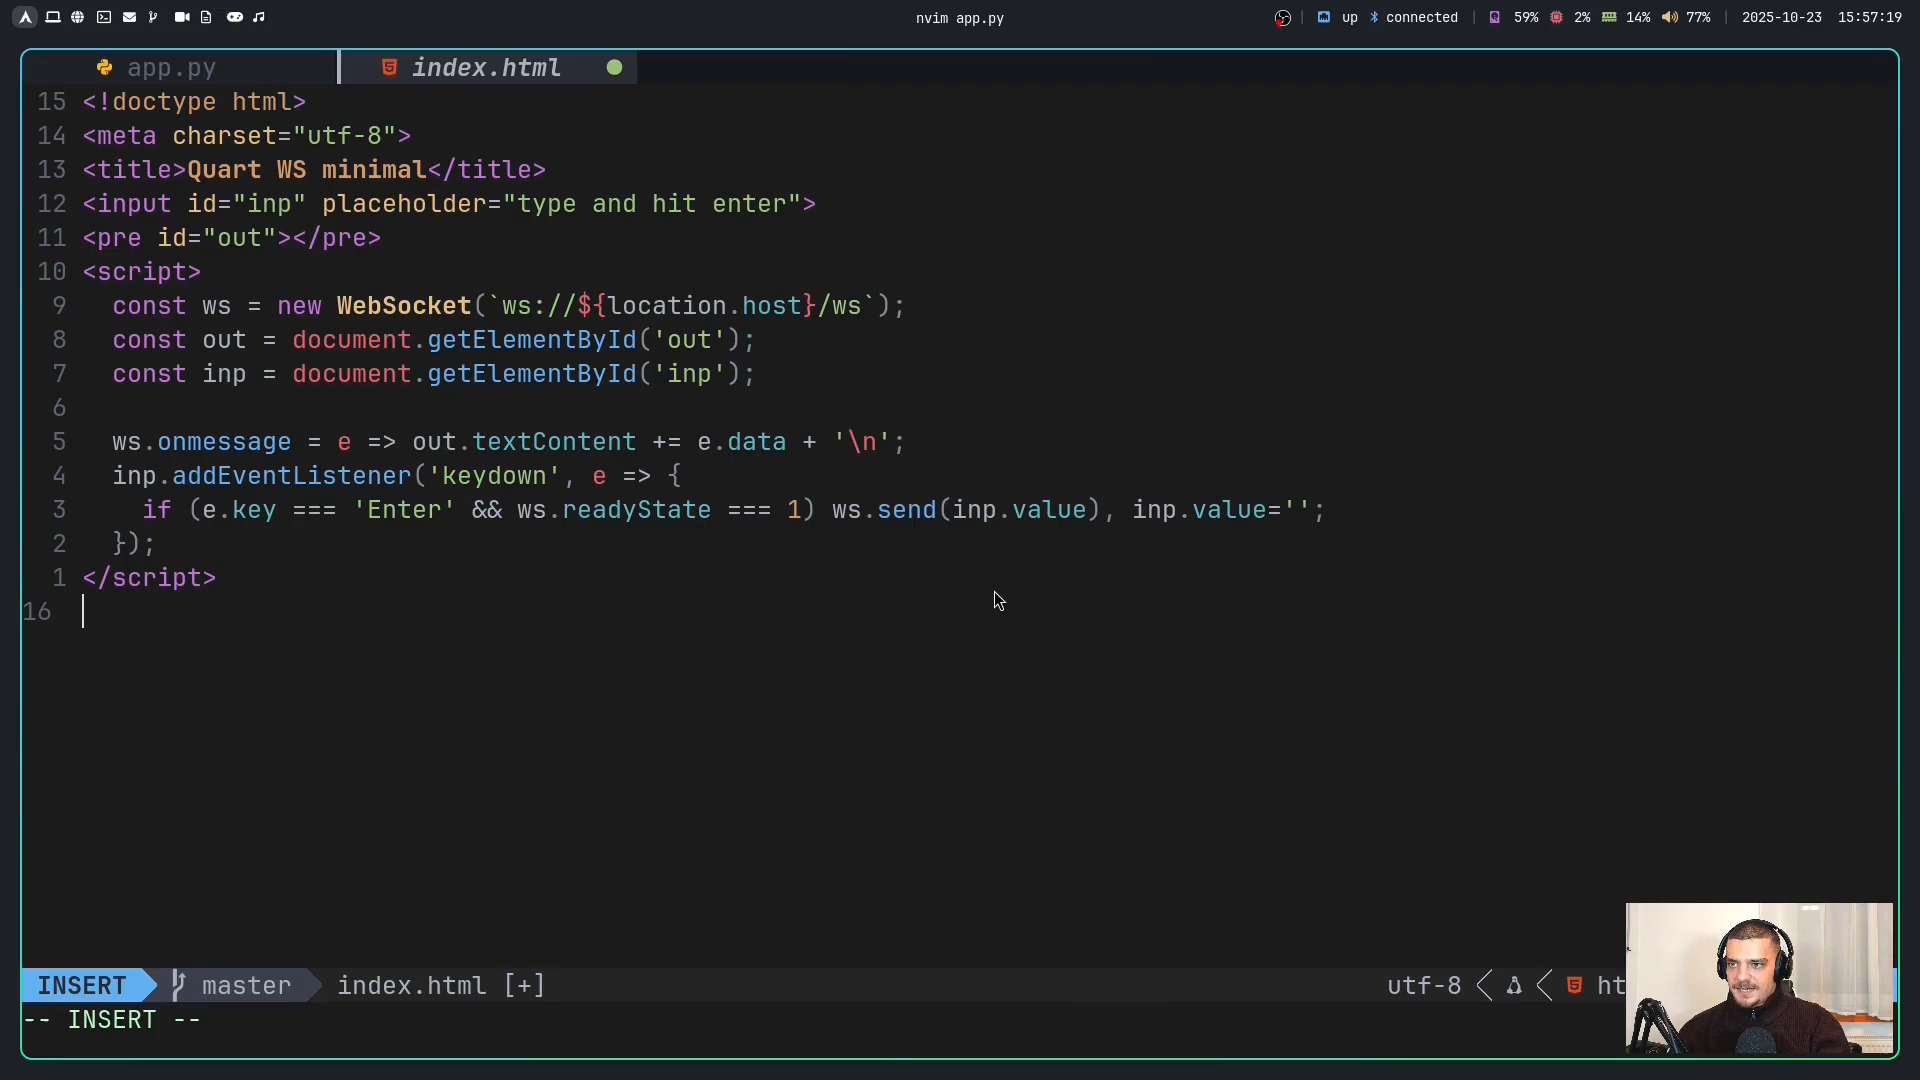 nvim app.py
up connected 59% 2% 14% 77% 2025-10-23 15:57:19
app.py index.html
15 <!doctype html>
14 <meta charset="utf-8">
13 <title>Quart WS minimal</title>
12 <input id="inp" placeholder="type and hit enter">
11 <pre id="out"></pre>
10 <script>
9   const ws = new WebSocket(`ws://${location.host}/ws`);
8   const out = document.getElementById('out');
7   const inp = document.getElementById('inp');
6
5   ws.onmessage = e => out.textContent += e.data + '\n';
4   inp.addEventListener('keydown', e => {
3     if (e.key === 'Enter' && ws.readyState === 1) ws.send(inp.value), inp.value='';
2   });
1 </script>
16
INSERT master index.html [+] utf-8 ht
-- INSERT --